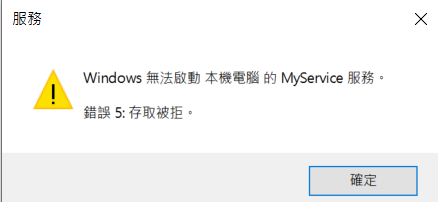 服務
Windows 無法啟動 本機電腦 的 MyService 服務。
錯誤 5: 存取被拒。
確定